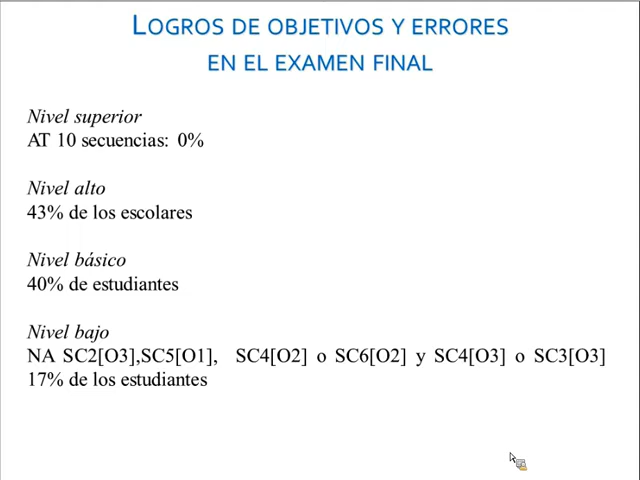 LOGROS DE OBJETIVOS Y ERRORES
EN EL EXAMEN FINAL
Nivel superior
AT 10 secuencias: 0%
Nivel alto
43% de los escolares
Nivel básico
40% de estudiantes
Nivel bajo
NA SC2[O3],SC5[O1], SC4[O2] o SC6[O2] y SC4[O3] o SC3[O3]
17% de los estudiantes